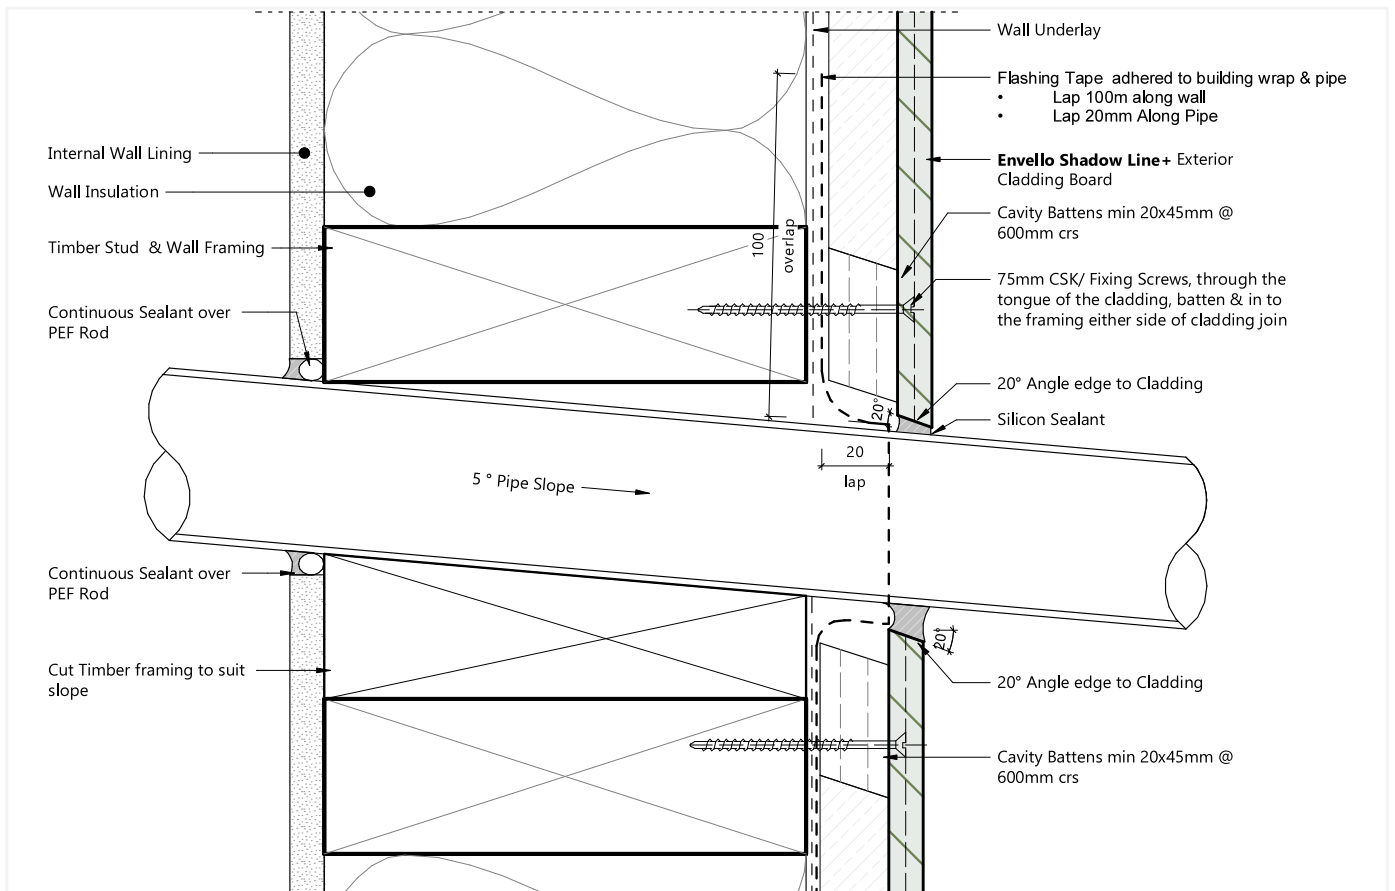 Wall Underlay
Flashing Tape adhered to building wrap & pipe
• Lap 100m along wall
• Lap 20mm Along Pipe
Internal Wall Lining
Envello Shadow Line+ Exterior
Cladding Board
Wall Insulation
Cavity Battens min 20x45mm @
600mm crs
Timber Stud & Wall Framing
100
overlap
75mm CSK/ Fixing Screws, through the
tongue of the cladding, batten & in to
the framing either side of cladding join
Continuous Sealant over
PEF Rod
20° Angle edge to Cladding
20°
Silicon Sealant
20
lap
5 ° Pipe Slope
Continuous Sealant over
PEF Rod
20°
Cut Timber framing to suit
slope
20° Angle edge to Cladding
Cavity Battens min 20x45mm @
600mm crs